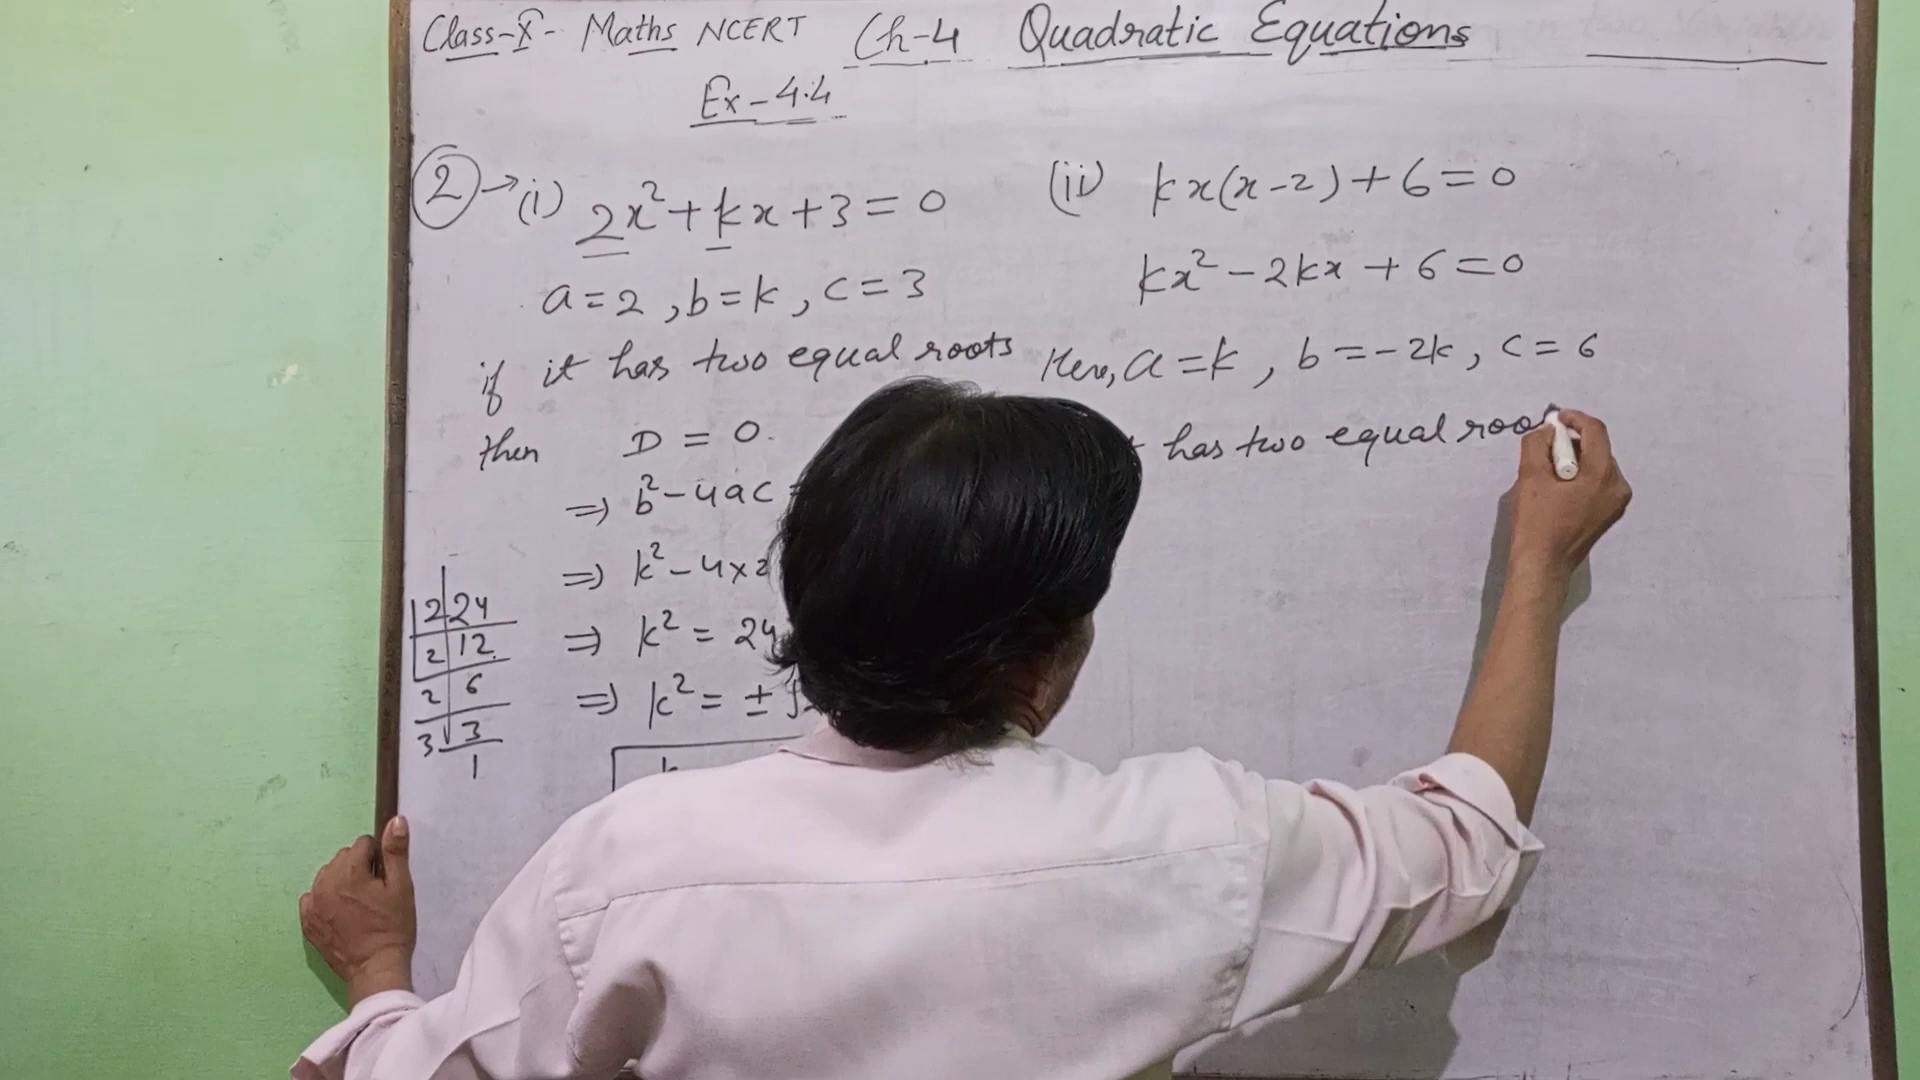 Class-X- Maths NCERT Ch-4 Quadratic Equations
Ex-4.4
2 → (i) 2x²+kx+3=0
a=2, b=k, c=3
if it has two equal roots
then D = 0.
⇒ b²-4ac
⇒ k²-4×2
⇒ k² = 24
⇒ k² = ±
k
2 24
2 12
2 6
3 3
1
(ii) kx(x-2)+6=0
kx²-2kx+6=0
Here, a=k, b=-2k, c=6
has two equal roo